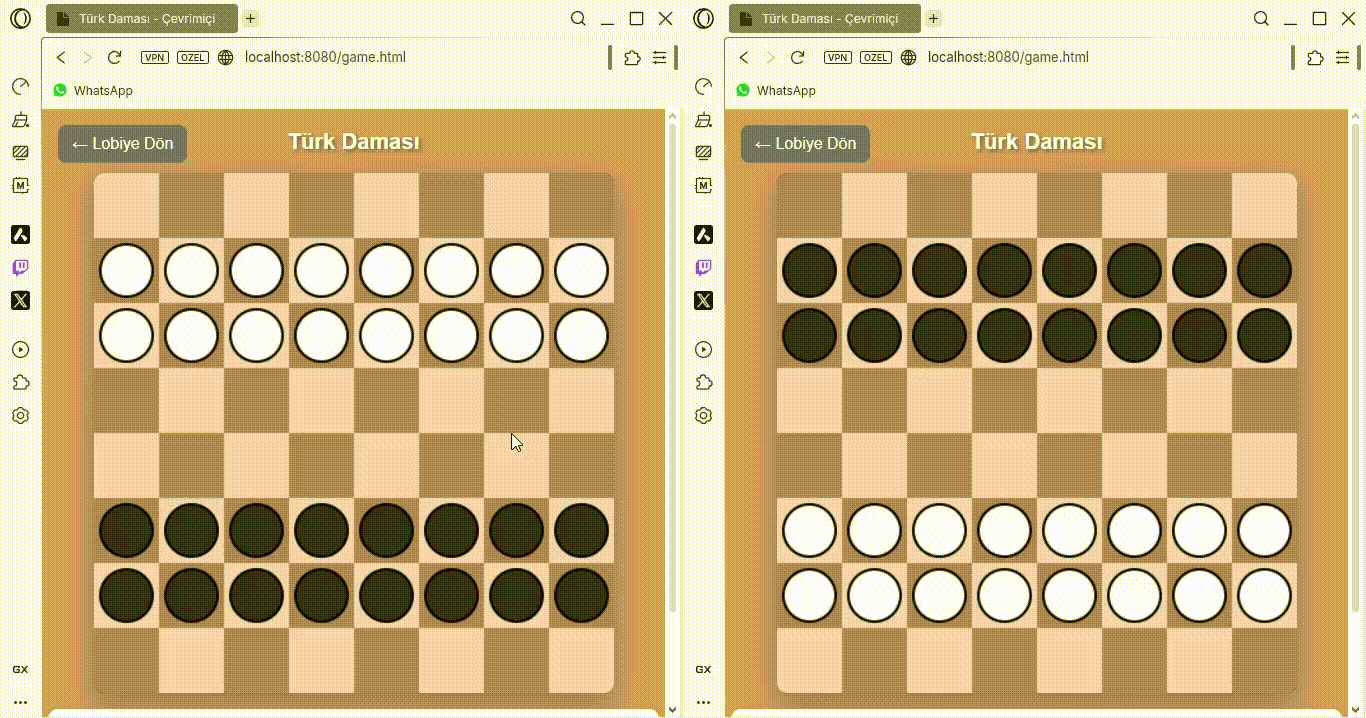 Türk Daması - Çevrimiçi
VPN ÖZEL localhost:8080/game.html
WhatsApp
M
← Lobiye Dön
Türk Daması
GX
Türk Daması - Çevrimiçi
VPN ÖZEL localhost:8080/game.html
WhatsApp
M
← Lobiye Dön
Türk Daması
GX